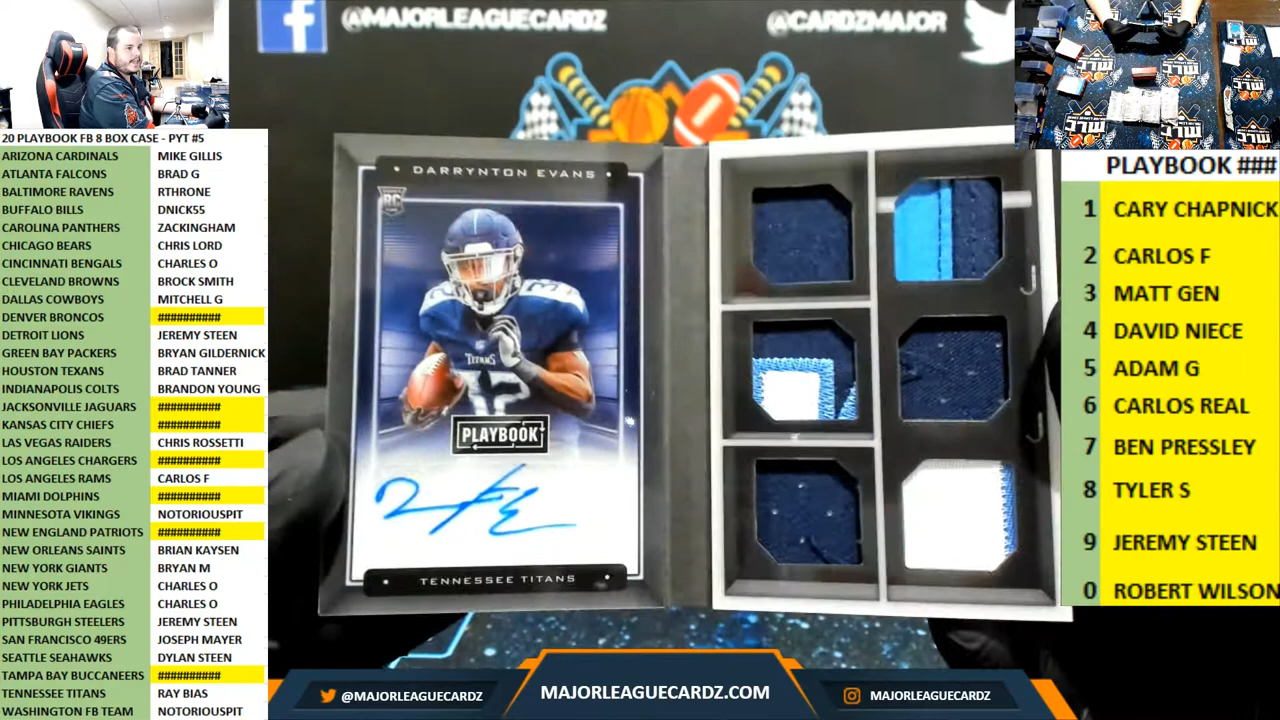 @MAJORLEAGUECARDZ
@CARDZMAJOR
20 PLAYBOOK FB 8 BOX CASE - PYT #5
ARIZONA CARDINALS MIKE GILLIS
ATLANTA FALCONS BRAD G
BALTIMORE RAVENS RTHRONE
BUFFALO BILLS DNICK55
CAROLINA PANTHERS ZACKINGHAM
CHICAGO BEARS CHRIS LORD
CINCINNATI BENGALS CHARLES O
CLEVELAND BROWNS BROCK SMITH
DALLAS COWBOYS MITCHELL G
DENVER BRONCOS ##########
DETROIT LIONS JEREMY STEEN
GREEN BAY PACKERS BRYAN GILDERNICK
HOUSTON TEXANS BRAD TANNER
INDIANAPOLIS COLTS BRANDON YOUNG
JACKSONVILLE JAGUARS ##########
KANSAS CITY CHIEFS ##########
LAS VEGAS RAIDERS CHRIS ROSSETTI
LOS ANGELES CHARGERS ##########
LOS ANGELES RAMS CARLOS F
MIAMI DOLPHINS ##########
MINNESOTA VIKINGS NOTORIOUSPIT
NEW ENGLAND PATRIOTS ##########
NEW ORLEANS SAINTS BRIAN KAYSEN
NEW YORK GIANTS BRYAN M
NEW YORK JETS CHARLES O
PHILADELPHIA EAGLES CHARLES O
PITTSBURGH STEELERS JEREMY STEEN
SAN FRANCISCO 49ERS JOSEPH MAYER
SEATTLE SEAHAWKS DYLAN STEEN
TAMPA BAY BUCCANEERS ##########
TENNESSEE TITANS RAY BIAS
WASHINGTON FB TEAM NOTORIOUSPIT
DARRYNTON EVANS
RC
TITANS
32
PLAYBOOK
TENNESSEE TITANS
PLAYBOOK ###
1 CARY CHAPNICK
2 CARLOS F
3 MATT GEN
4 DAVID NIECE
5 ADAM G
6 CARLOS REAL
7 BEN PRESSLEY
8 TYLER S
9 JEREMY STEEN
0 ROBERT WILSON
@MAJORLEAGUECARDZ
MAJORLEAGUECARDZ.COM
MAJORLEAGUECARDZ